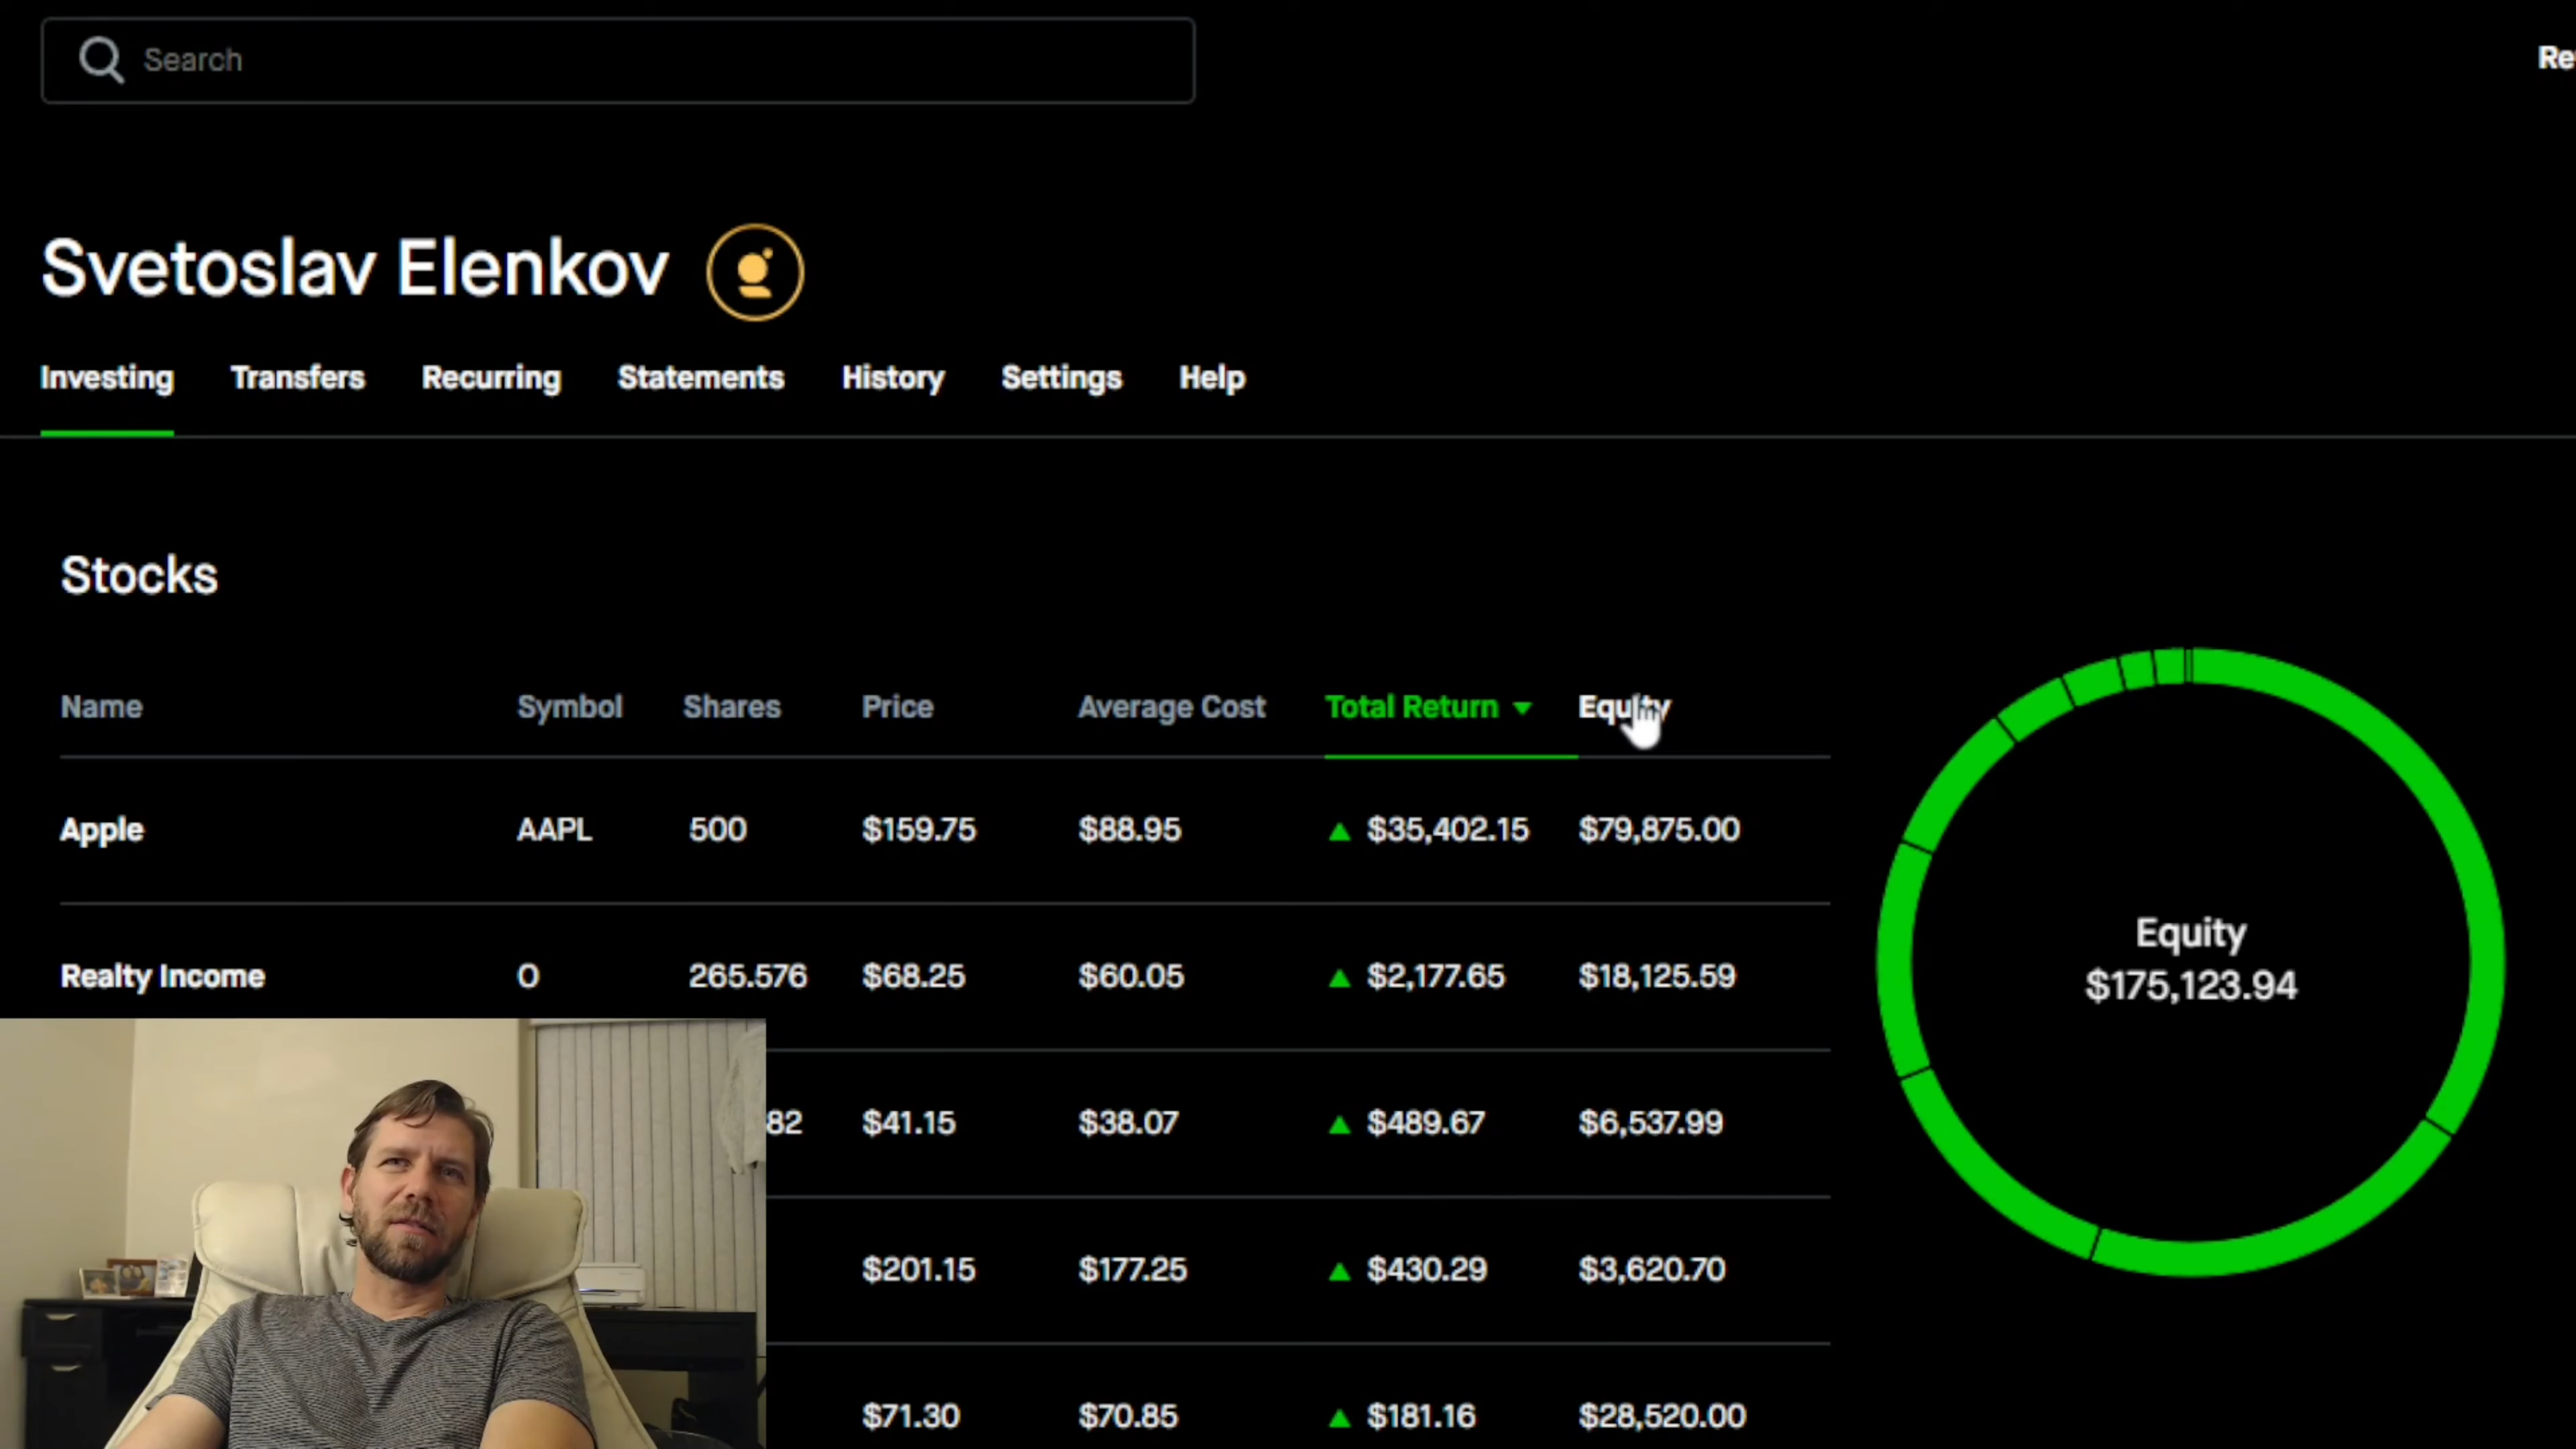 Search
Re
Svetoslav Elenkov
Investing Transfers Recurring Statements History Settings Help
Stocks
Name Symbol Shares Price Average Cost Total Return Equity
Apple AAPL 500 $159.75 $88.95 $35,402.15 $79,875.00
Realty Income O 265.576 $68.25 $60.05 $2,177.65 $18,125.59
Equity
$175,123.94
82 $41.15 $38.07 $489.67 $6,537.99
$201.15 $177.25 $430.29 $3,620.70
$71.30 $70.85 $181.16 $28,520.00